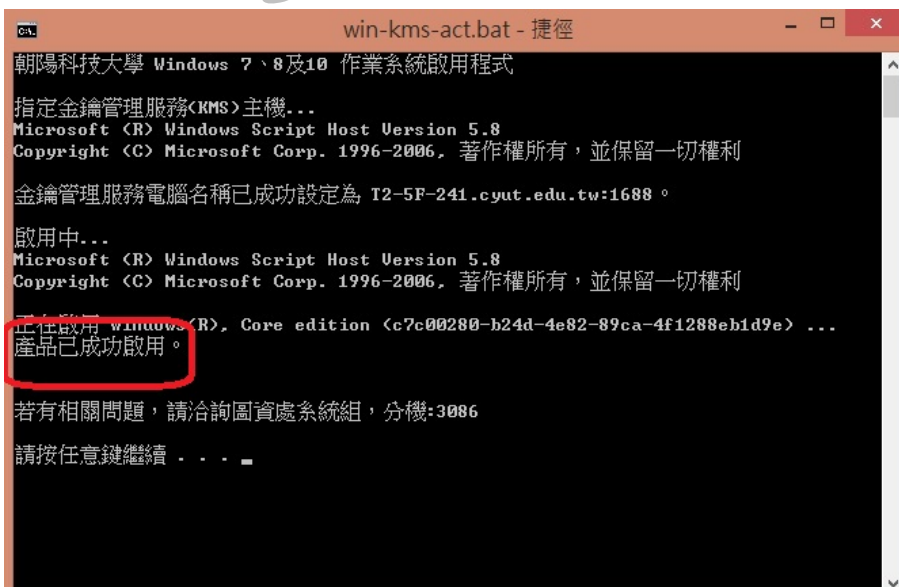 win-kms-act.bat - 捷徑
朝陽科技大學 Windows 7、8及10 作業系統啟用程式
指定金鑰管理服務(KMS)主機...
Microsoft (R) Windows Script Host Version 5.8
Copyright (C) Microsoft Corp. 1996-2006, 著作權所有，並保留一切權利
金鑰管理服務電腦名稱已成功設定為 T2-5F-241.cyut.edu.tw:1688。
啟用中...
Microsoft (R) Windows Script Host Version 5.8
Copyright (C) Microsoft Corp. 1996-2006, 著作權所有，並保留一切權利
正在啟用 Windows(R), Core edition (c7c00280-b24d-4e82-89ca-4f1288eb1d9e) ...
產品已成功啟用。
若有相關問題，請洽詢圖資處系統組，分機:3086
請按任意鍵繼續 . . .